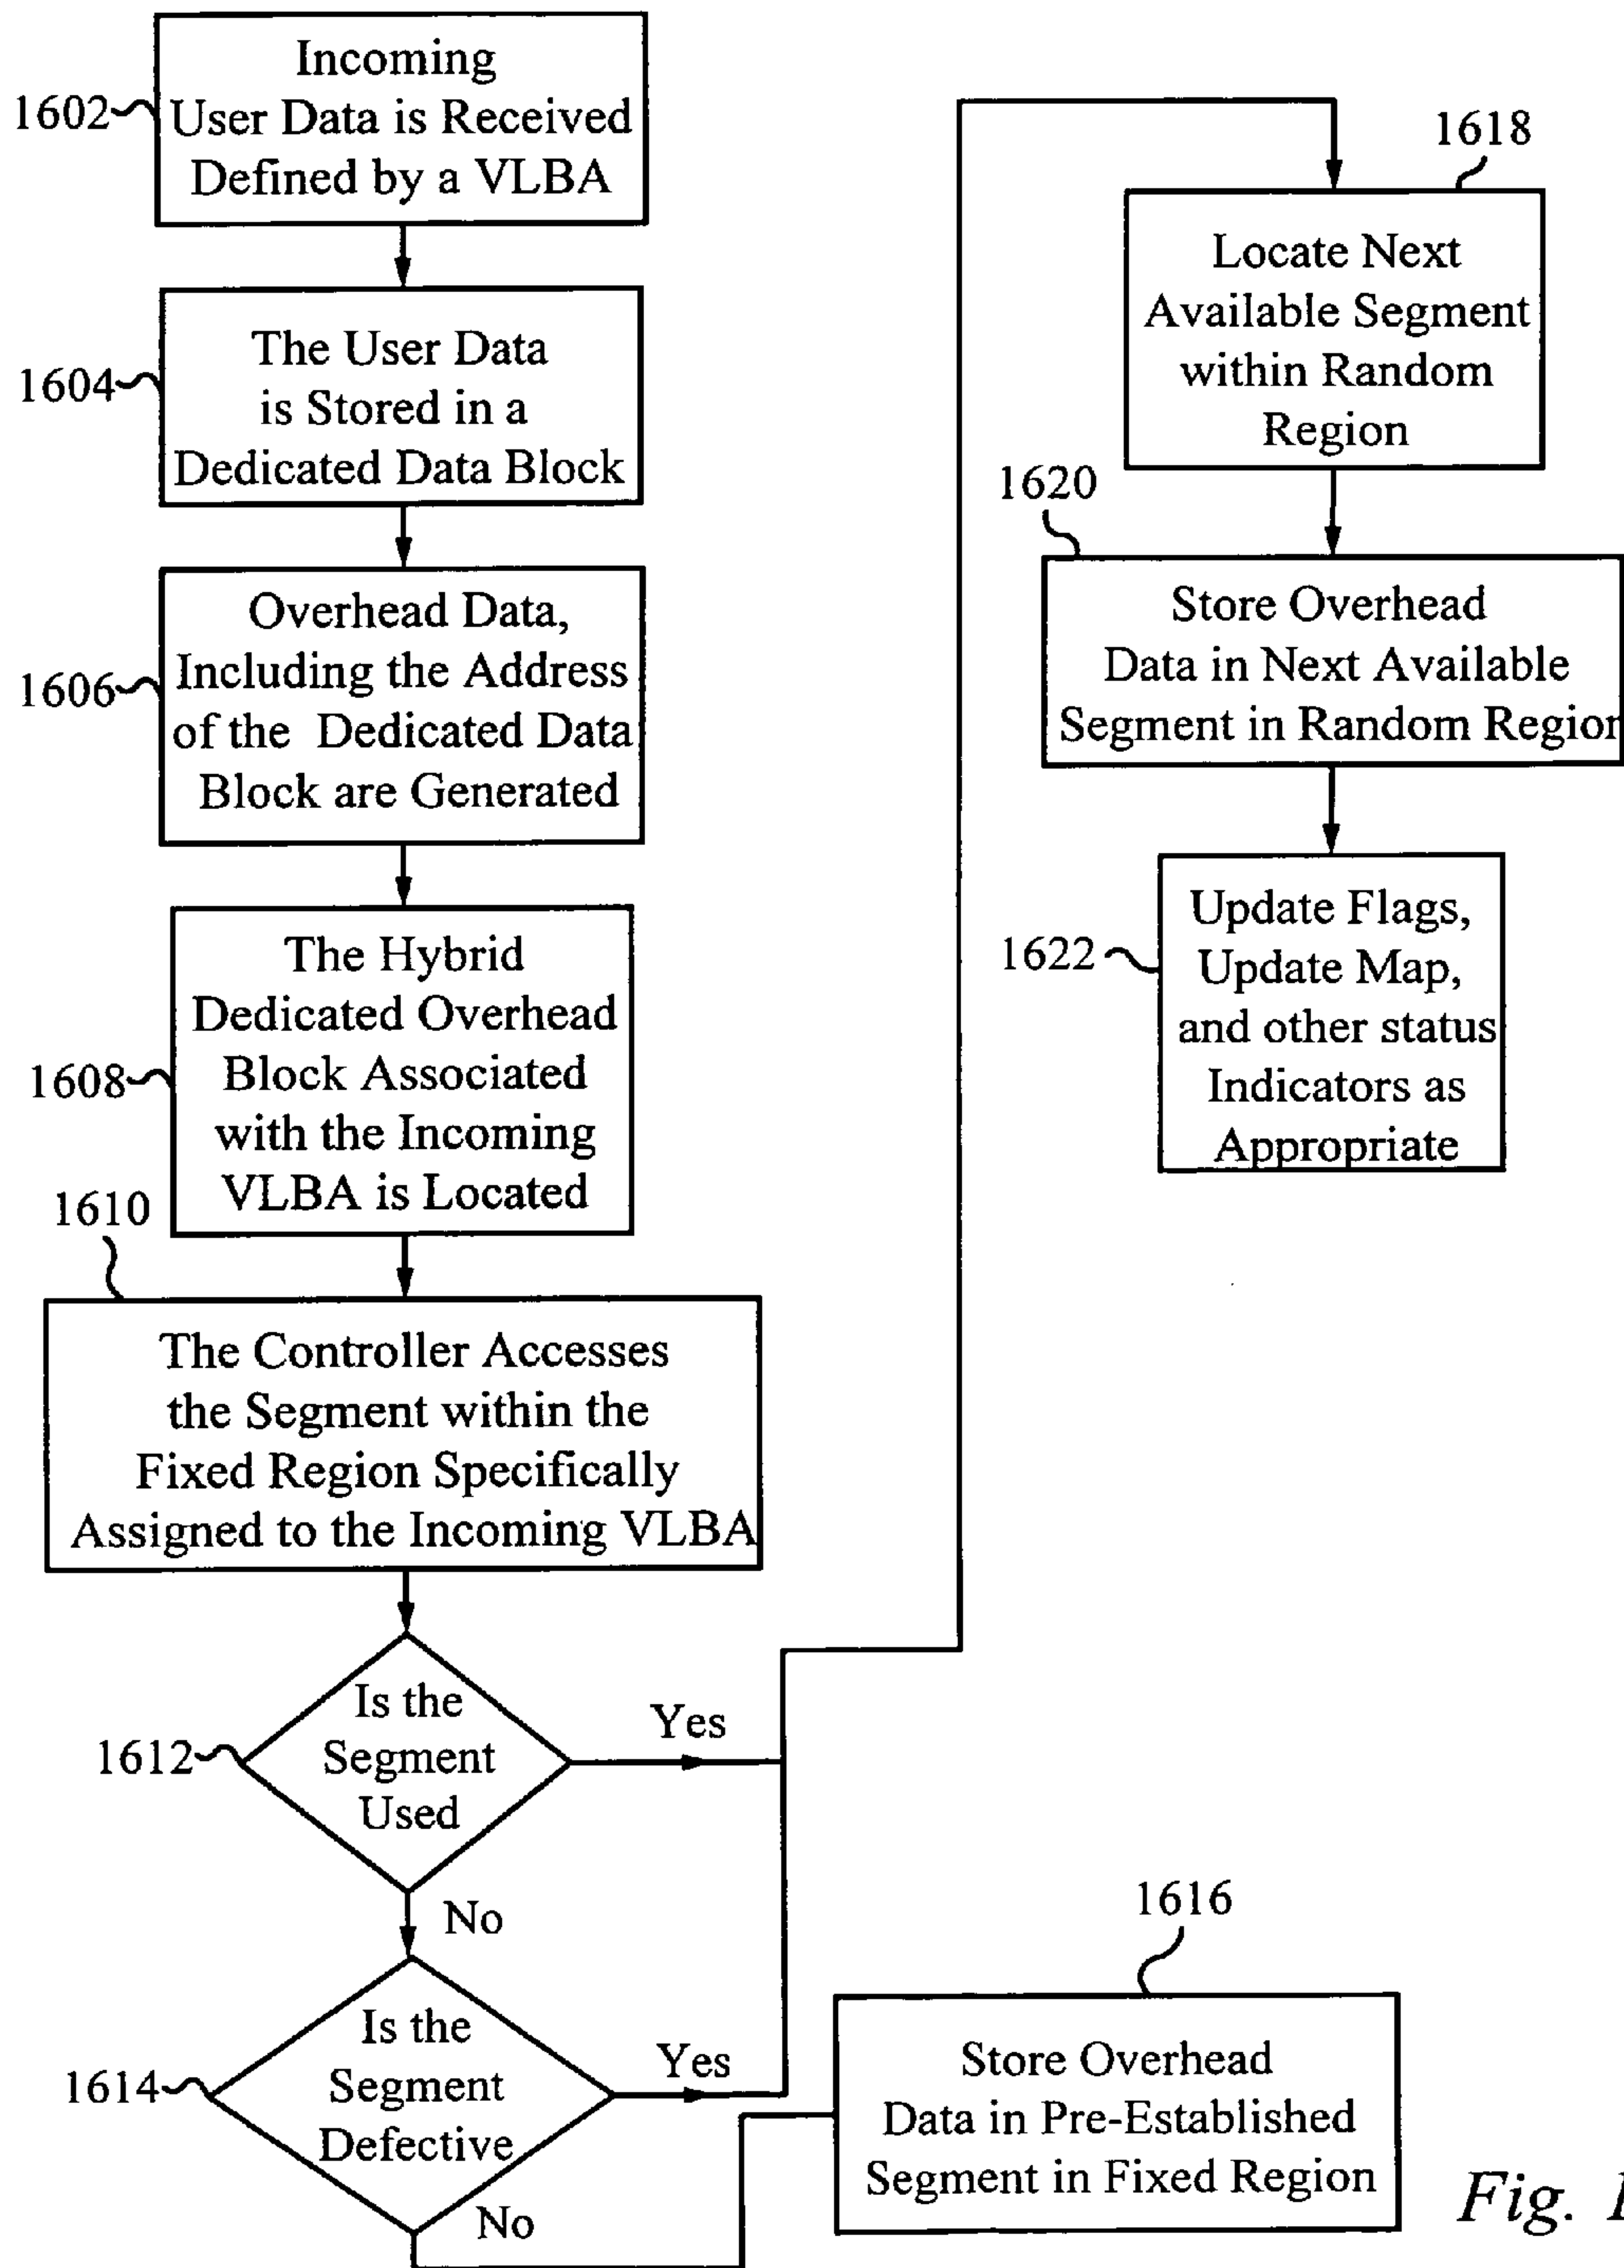 1602
Incoming
User Data is Received
Defined by a VLBA
1604
The User Data
is Stored in a
Dedicated Data Block
1606
Overhead Data,
Including the Address
of the Dedicated Data
Block are Generated
1608
The Hybrid
Dedicated Overhead
Block Associated
with the Incoming
VLBA is Located
1610
The Controller Accesses
the Segment within the
Fixed Region Specifically
Assigned to the Incoming VLBA
1612
Is the
Segment
Used
Yes
No
1614
Is the
Segment
Defective
Yes
No
1616
Store Overhead
Data in Pre-Established
Segment in Fixed Region
1618
Locate Next
Available Segment
within Random
Region
1620
Store Overhead
Data in Next Available
Segment in Random Region
1622
Update Flags,
Update Map,
and other status
Indicators as
Appropriate
Fig.